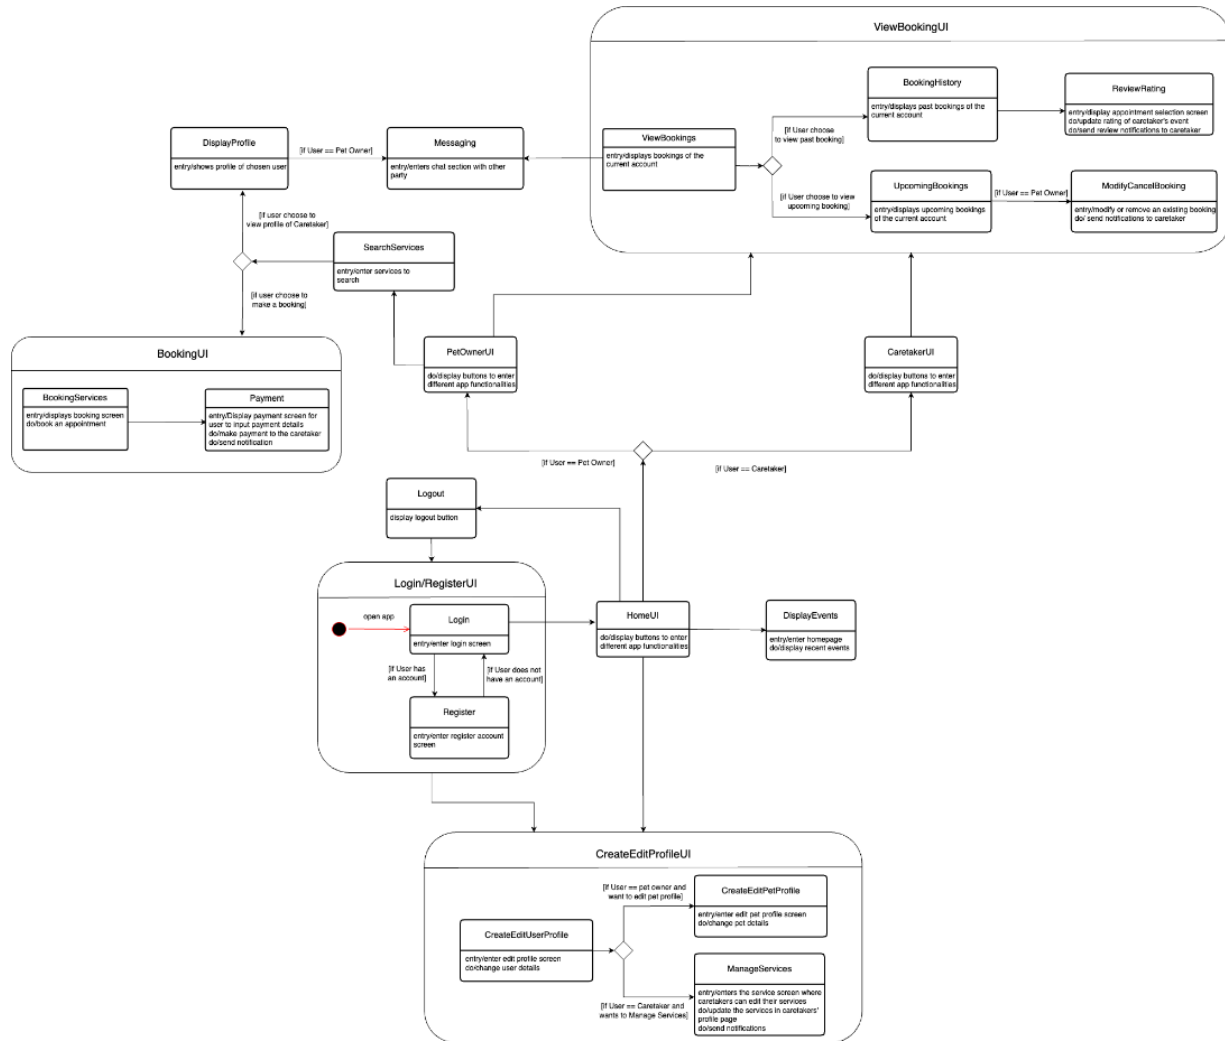 ViewBookingUI
BookingHistory
entry/displays past bookings of the
current account
ReviewRating
entry/display appointment selection screen
do/update rating of caretaker's event
do/send review notifications to caretaker
[if User choose
to view past booking]
ViewBookings
entry/displays bookings of the
current account
[if User choose to view
upcoming booking]
UpcomingBookings
entry/displays upcoming bookings
of the current account
[if User == Pet Owner]
ModifyCancelBooking
entry/modify or remove an existing booking
do/ send notifications to caretaker
DisplayProfile
entry/shows profile of chosen user
[if User == Pet Owner]
Messaging
entry/enters chat section with other
party
[if user choose to
view profile of Caretaker]
SearchServices
entry/enter services to
search
[if user choose to
make a booking]
BookingUI
BookingServices
entry/displays booking screen
do/book an appointment
Payment
entry/Display payment screen for
user to input payment details
do/make payment to the caretaker
do/send notification
PetOwnerUI
do/display buttons to enter
different app functionalities
CaretakerUI
do/display buttons to enter
different app functionalities
[if User == Pet Owner]
[if User == Caretaker]
Logout
display logout button
Login/RegisterUI
open app
Login
entry/enter login screen
[if User has
an account]
[if User does not
have an account]
Register
entry/enter register account
screen
HomeUI
do/display buttons to enter
different app functionalities
DisplayEvents
entry/enter homepage
do/display recent events
CreateEditProfileUI
[if User == pet owner and
want to edit pet profile]
CreateEditPetProfile
entry/enter edit pet profile screen
do/change pet details
CreateEditUserProfile
entry/enter edit profile screen
do/change user details
[if User == Caretaker and
wants to Manage Services]
ManageServices
entry/enters the service screen where
caretakers can edit their services
do/update the services in caretakers'
profile page
do/send notifications